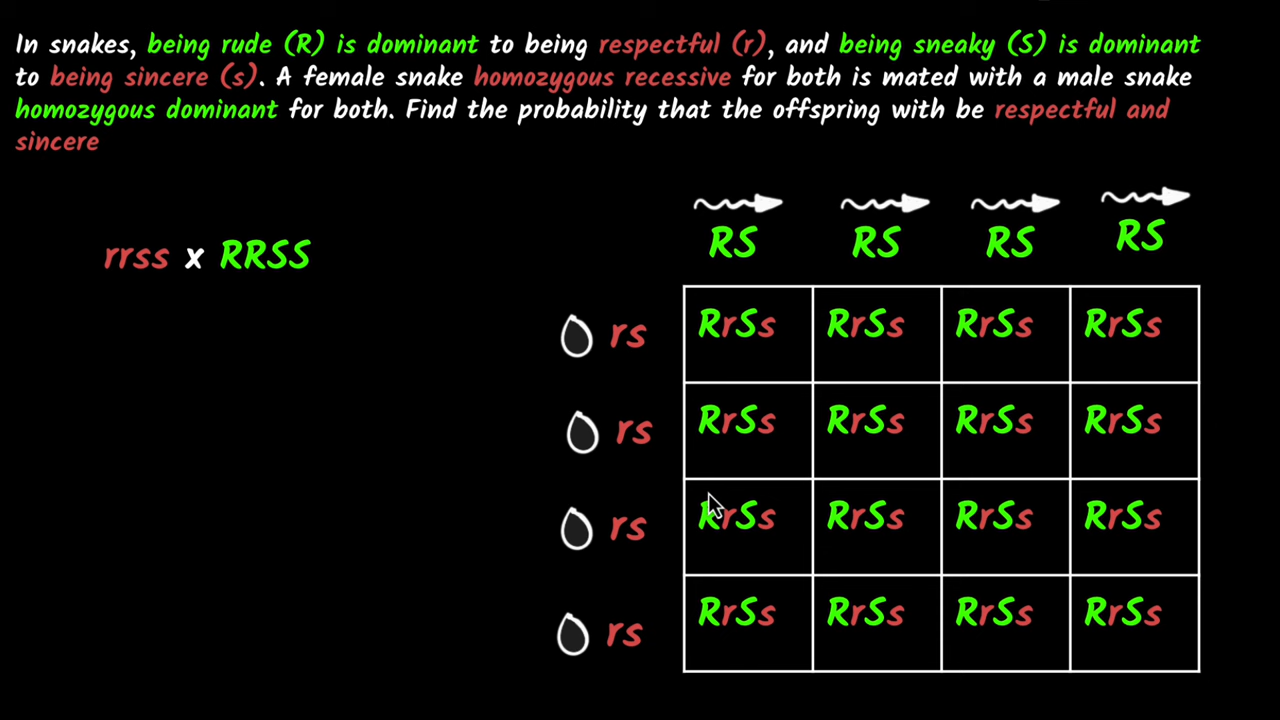 In snakes, being rude (R) is dominant to being respectful (r), and being sneaky (S) is dominant
to being sincere (s). A female snake homozygous recessive for both is mated with a male snake
homozygous dominant for both. Find the probability that the offspring with be respectful and
sincere
rrss x RRSS
RS RS RS RS
rs RrSs RrSs RrSs RrSs
rs RrSs RrSs RrSs RrSs
rs RrSs RrSs RrSs RrSs
rs RrSs RrSs RrSs RrSs